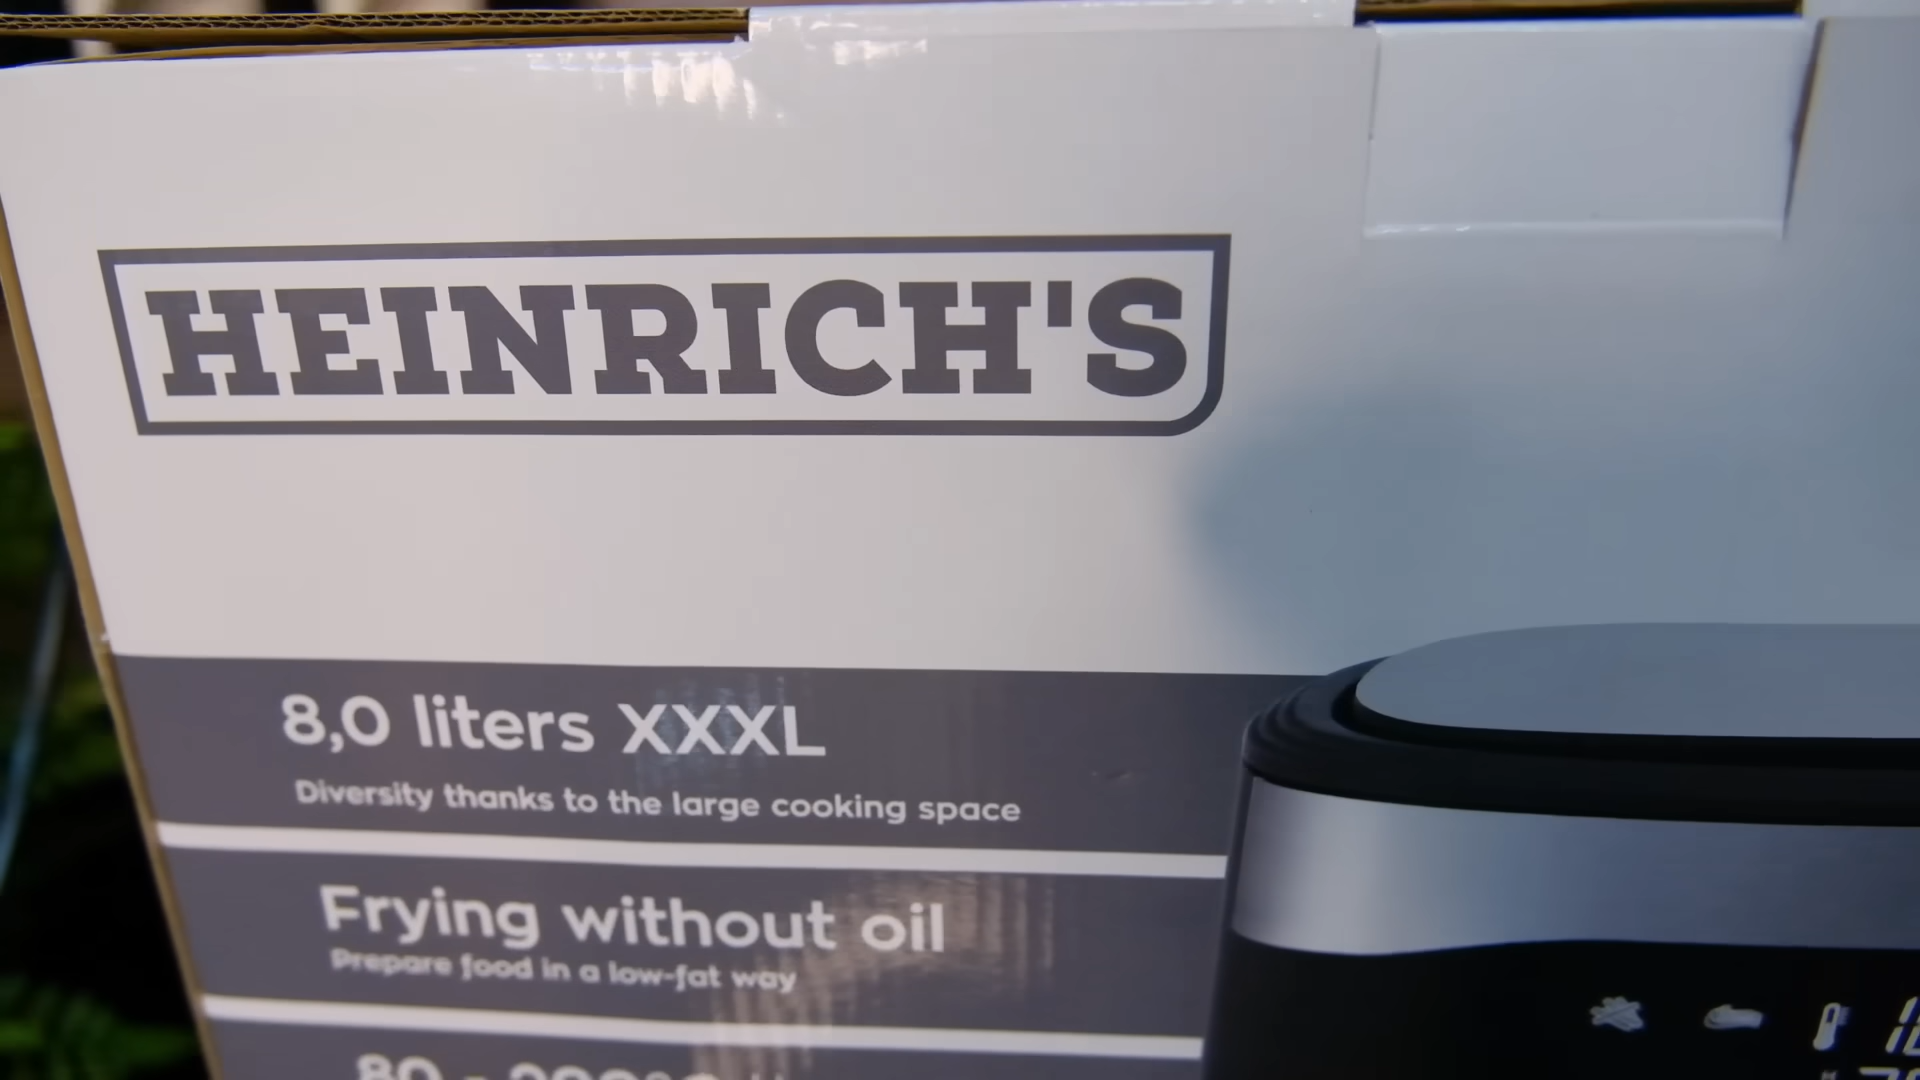 HEINRICH'S
8,0 liters XXXL
Diversity thanks to the large cooking space
Frying without oil
Prepare food in a low-fat way
80 -